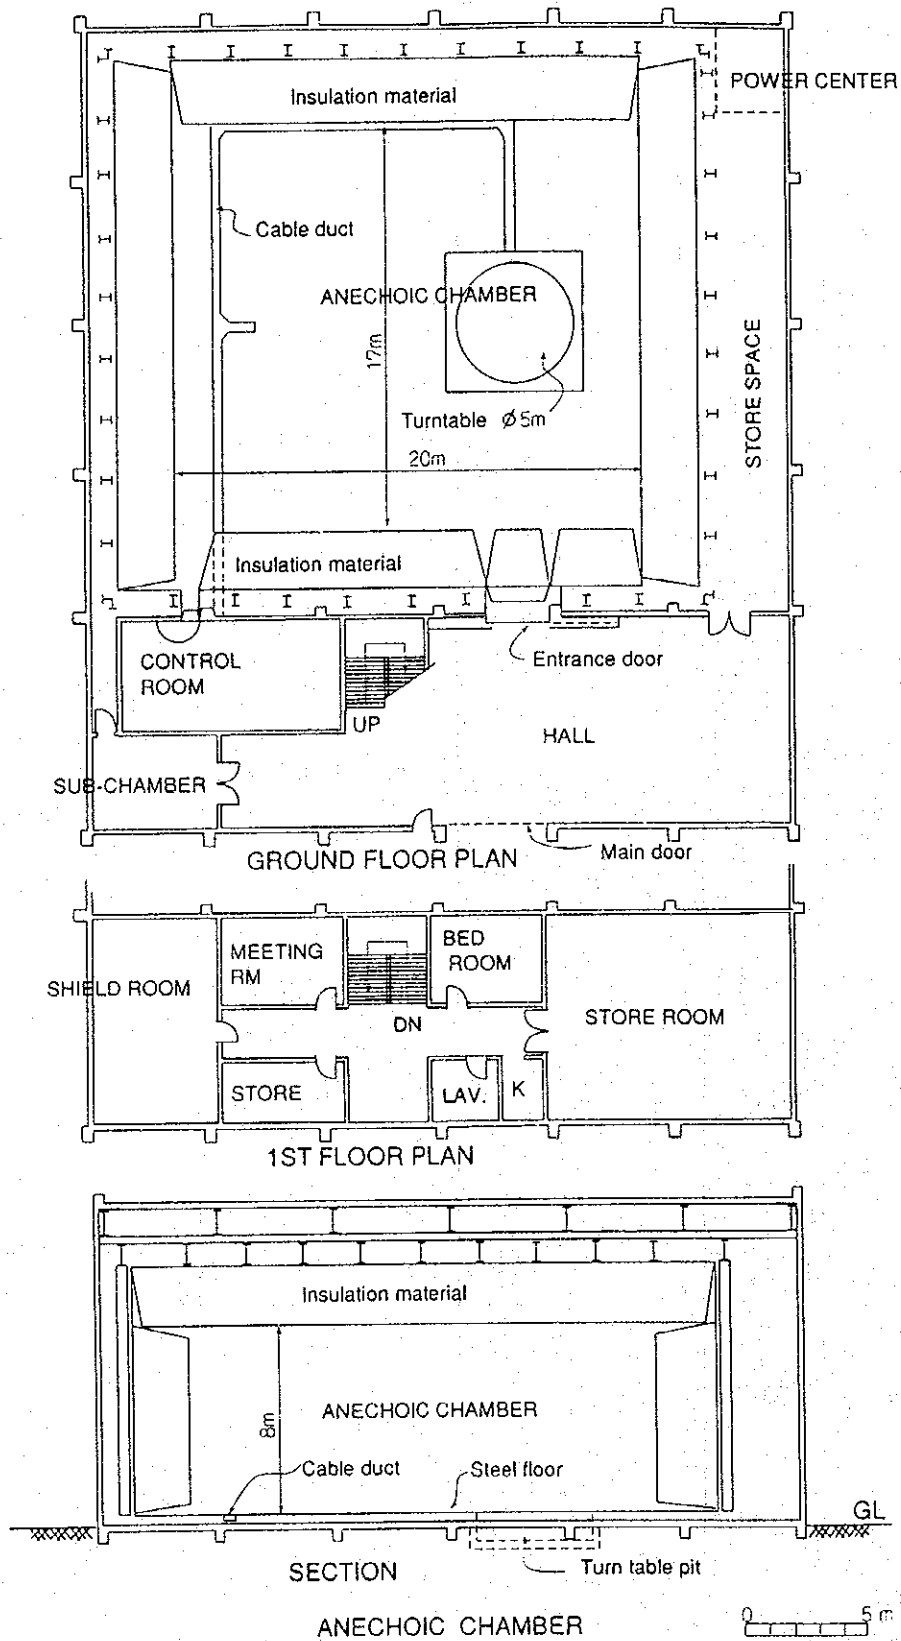 POWER CENTER
Insulation material
Cable duct
ANECHOIC CHAMBER
17m
Turntable Ø5m
20m
STORE SPACE
Insulation material
CONTROL
ROOM
Entrance door
UP
HALL
SUB-CHAMBER
GROUND FLOOR PLAN
Main door
MEETING
RM
BED
ROOM
SHIELD ROOM
DN
STORE ROOM
STORE
LAV.
K
1ST FLOOR PLAN
Insulation material
ANECHOIC CHAMBER
8m
Cable duct
Steel floor
GL
SECTION
Turn table pit
ANECHOIC CHAMBER
0 5 m